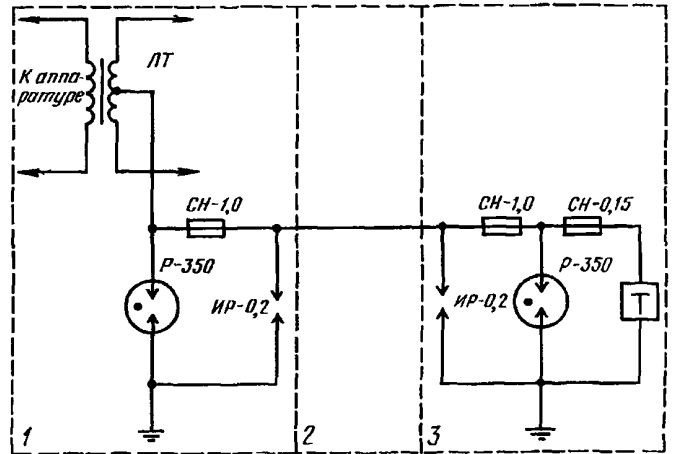 ЛТ
К аппа-
ратуре
СН-1,0
СН-1,0
СН-0,15
Р-350
Р-350
ИР-0,2
ИР-0,2
Т
1
2
3